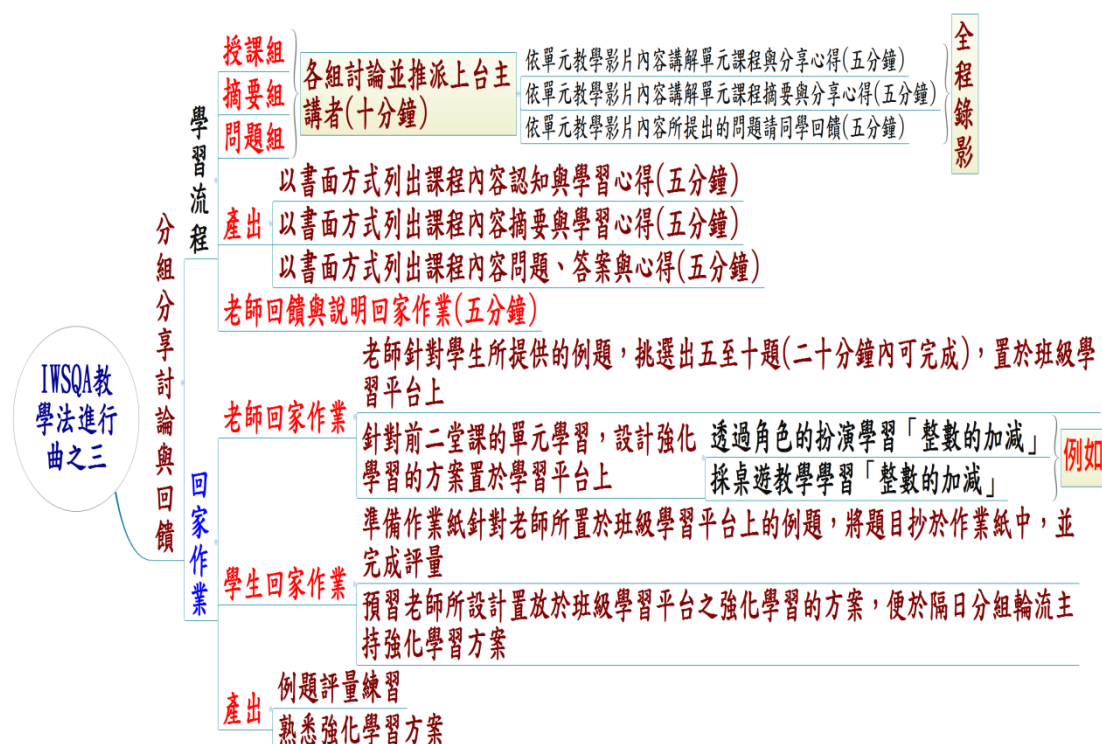 IWSQA教
學法進行
曲之三
分組分享討論與回饋
學習流程
授課組
摘要組
問題組
各組討論並推派上台主
講者(十分鐘)
依單元教學影片內容講解單元課程與分享心得(五分鐘)
依單元教學影片內容講解單元課程摘要與分享心得(五分鐘)
依單元教學影片內容所提出的問題請同學回饋(五分鐘)
全程錄影
產出
以書面方式列出課程內容認知與學習心得(五分鐘)
以書面方式列出課程內容摘要與學習心得(五分鐘)
以書面方式列出課程內容問題、答案與心得(五分鐘)
老師回饋與說明回家作業(五分鐘)
回家作業
老師回家作業
老師針對學生所提供的例題，挑選出五至十題(二十分鐘內可完成)，置於班級學
習平台上
針對前二堂課的單元學習，設計強化
學習的方案置於學習平台上
透過角色的扮演學習「整數的加減」
採桌遊教學學習「整數的加減」
例如
學生回家作業
準備作業紙針對老師所置於班級學習平台上的例題，將題目抄於作業紙中，並
完成評量
預習老師所設計置放於班級學習平台之強化學習的方案，便於隔日分組輪流主
持強化學習方案
產出
例題評量練習
熟悉強化學習方案